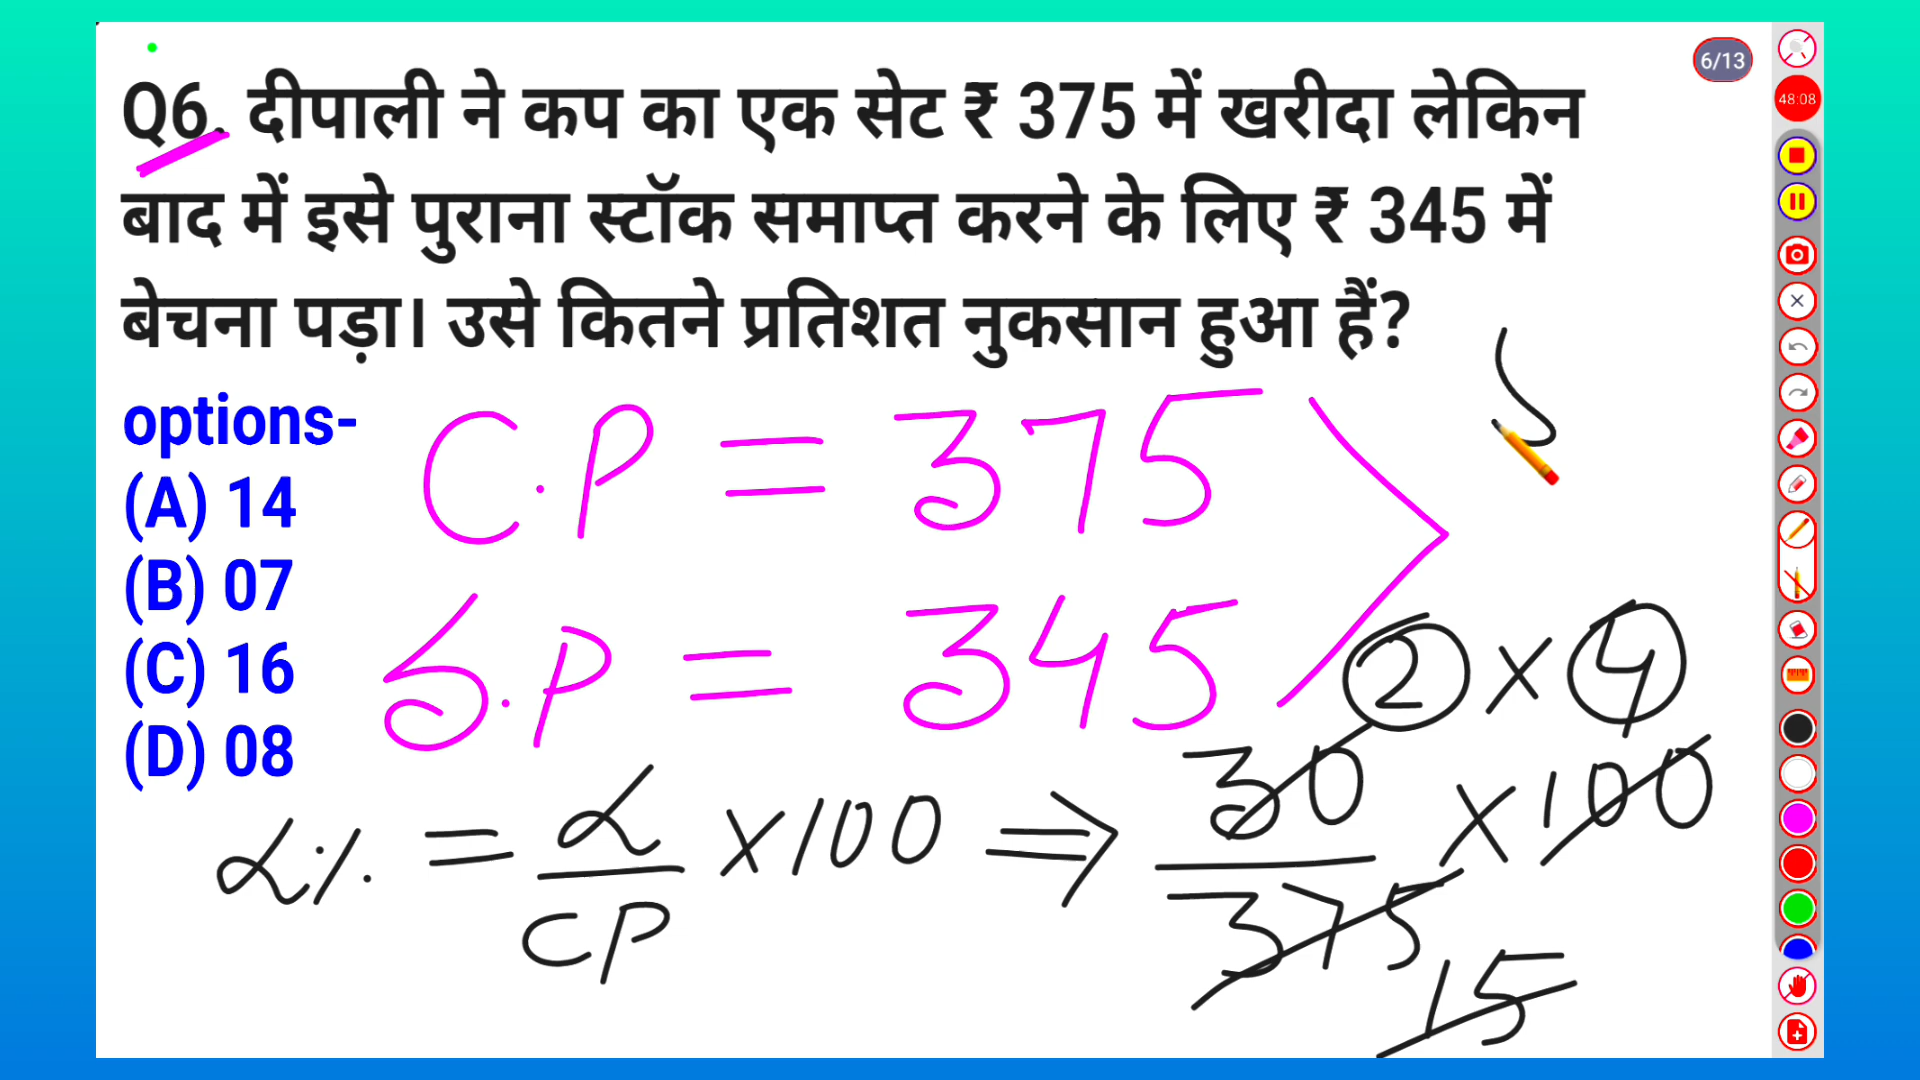 6/13
48:08
Q6. दीपाली ने कप का एक सेट ₹ 375 में खरीदा लेकिन
बाद में इसे पुराना स्टॉक समाप्त करने के लिए ₹ 345 में
बेचना पड़ा। उसे कितने प्रतिशत नुकसान हुआ हैं?
options-
(A) 14
(B) 07
(C) 16
(D) 08
C.P = 375
S.P = 345
2 × 4
L%. = L/CP × 100 ⇒ 30/375 × 100
15